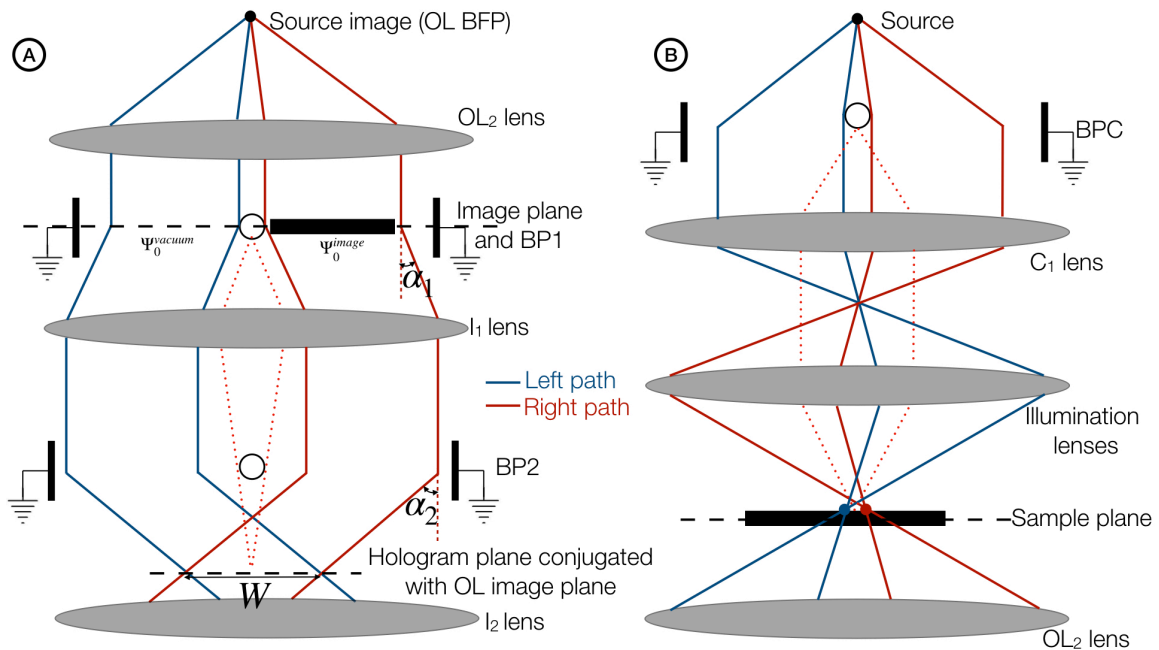 A
Source image (OL BFP)
OL₂ lens
Image plane
and BP1
Ψ₀^vacuum
Ψ₀^image
α₁
I₁ lens
Left path
Right path
BP2
α₂
Hologram plane conjugated
with OL image plane
W
I₂ lens
B
Source
BPC
C₁ lens
Illumination
lenses
Sample plane
OL₂ lens